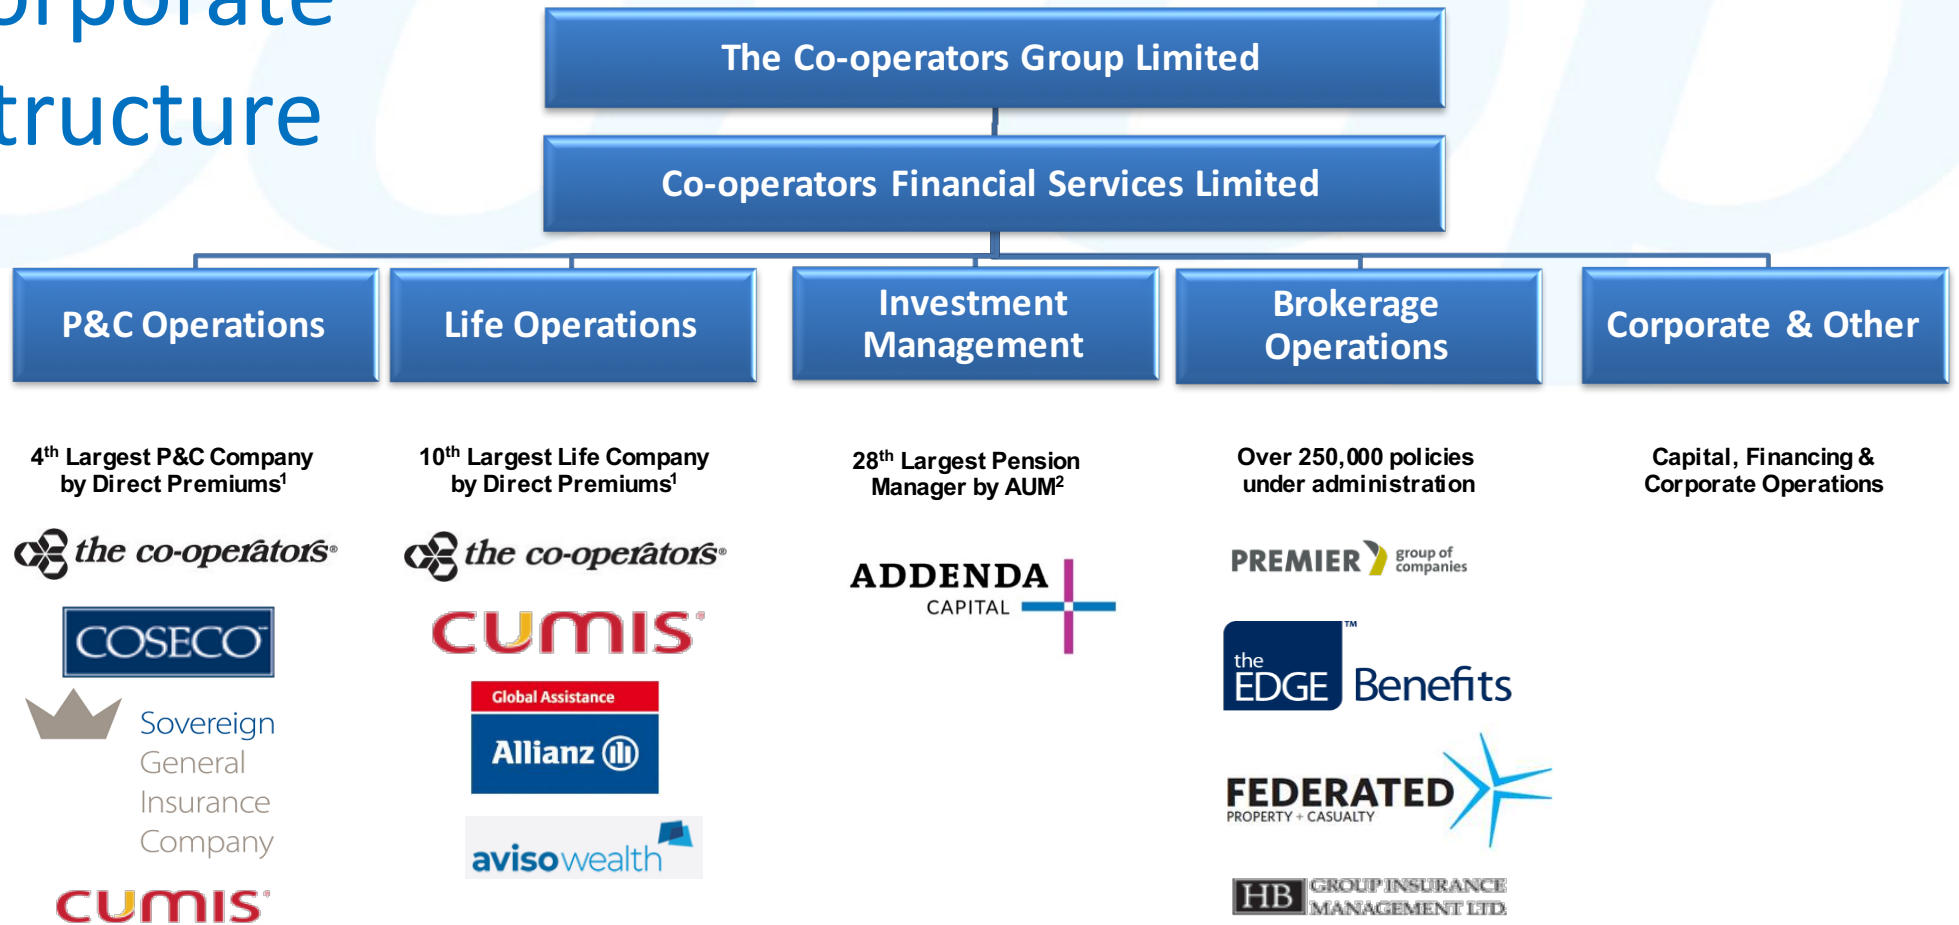 orporate
tructure
The Co-operators Group Limited
Co-operators Financial Services Limited
P&C Operations
Life Operations
Investment
Management
Brokerage
Operations
Corporate & Other
4th Largest P&C Company
by Direct Premiums1
the co-operators®
COSECO™
Sovereign
General
Insurance
Company
CUMIS
10th Largest Life Company
by Direct Premiums1
the co-operators®
CUMIS
Global Assistance
Allianz
avisowealth
28th Largest Pension
Manager by AUM2
ADDENDA
CAPITAL
Over 250,000 policies
under administration
PREMIER group of
companies
the
EDGE Benefits™
FEDERATED
PROPERTY + CASUALTY
HB GROUP INSURANCE
MANAGEMENT LTD.
Capital, Financing &
Corporate Operations